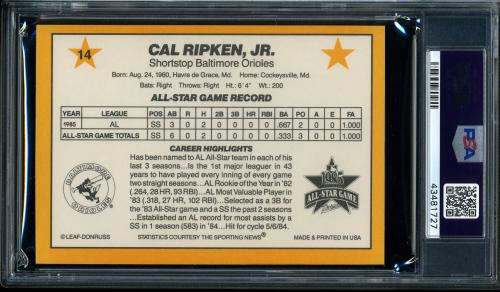 14
CAL RIPKEN, JR.
Shortstop Baltimore Orioles
Born: Aug. 24, 1960, Havre de Grace, Md. Home: Cockeysville, Md.
Bats: Right Throws: Right Ht.: 6' 4" Wt.: 200
ALL-STAR GAME RECORD
YEAR LEAGUE POS AB R H 2B 3B HR RBI BA PO A E FA
1985 AL SS 3 0 2 0 0 0 0 .667 2 0 0 1.000
ALL-STAR GAME TOTALS SS 6 0 2 0 0 0 0 .333 3 0 0 1.000
CAREER HIGHLIGHTS
Has been named to AL All-Star team in each of his
last 3 seasons... Is the 1st major leaguer in 43
years to have played every inning of every game
two straight seasons...AL Rookie of the Year in '82
(.264, 28 HR, 93 RBI)...AL Most Valuable Player in
'83 (.318, 27 HR, 102 RBI)...Selected as a 3B for
the '83 All-Star game and a SS the past 2 seasons
...Established an AL record for most assists by a
SS in 1 season (583) in '84...Hit for cycle 5/6/84.
1985
ALL-STAR GAME
©LEAF-DONRUSS STATISTICS COURTESY THE SPORTING NEWS® MADE & PRINTED IN USA
PSA
43481727